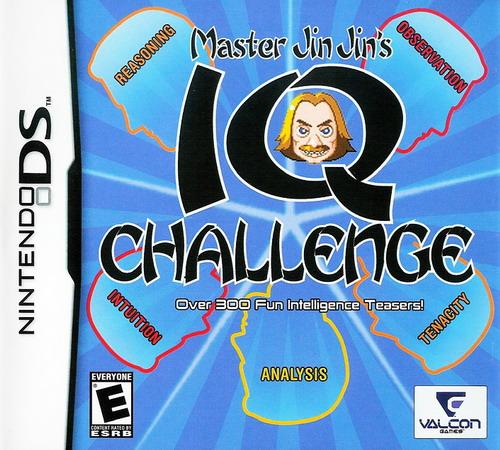 NINTENDO DS™
REASONING
OBSERVATION
Master Jin Jin's
IQ
CHALLENGE
Over 300 Fun Intelligence Teasers!
INTUITION
TENACITY
ANALYSIS
EVERYONE
E
CONTENT RATED BY
ESRB
VALCON
GAMES